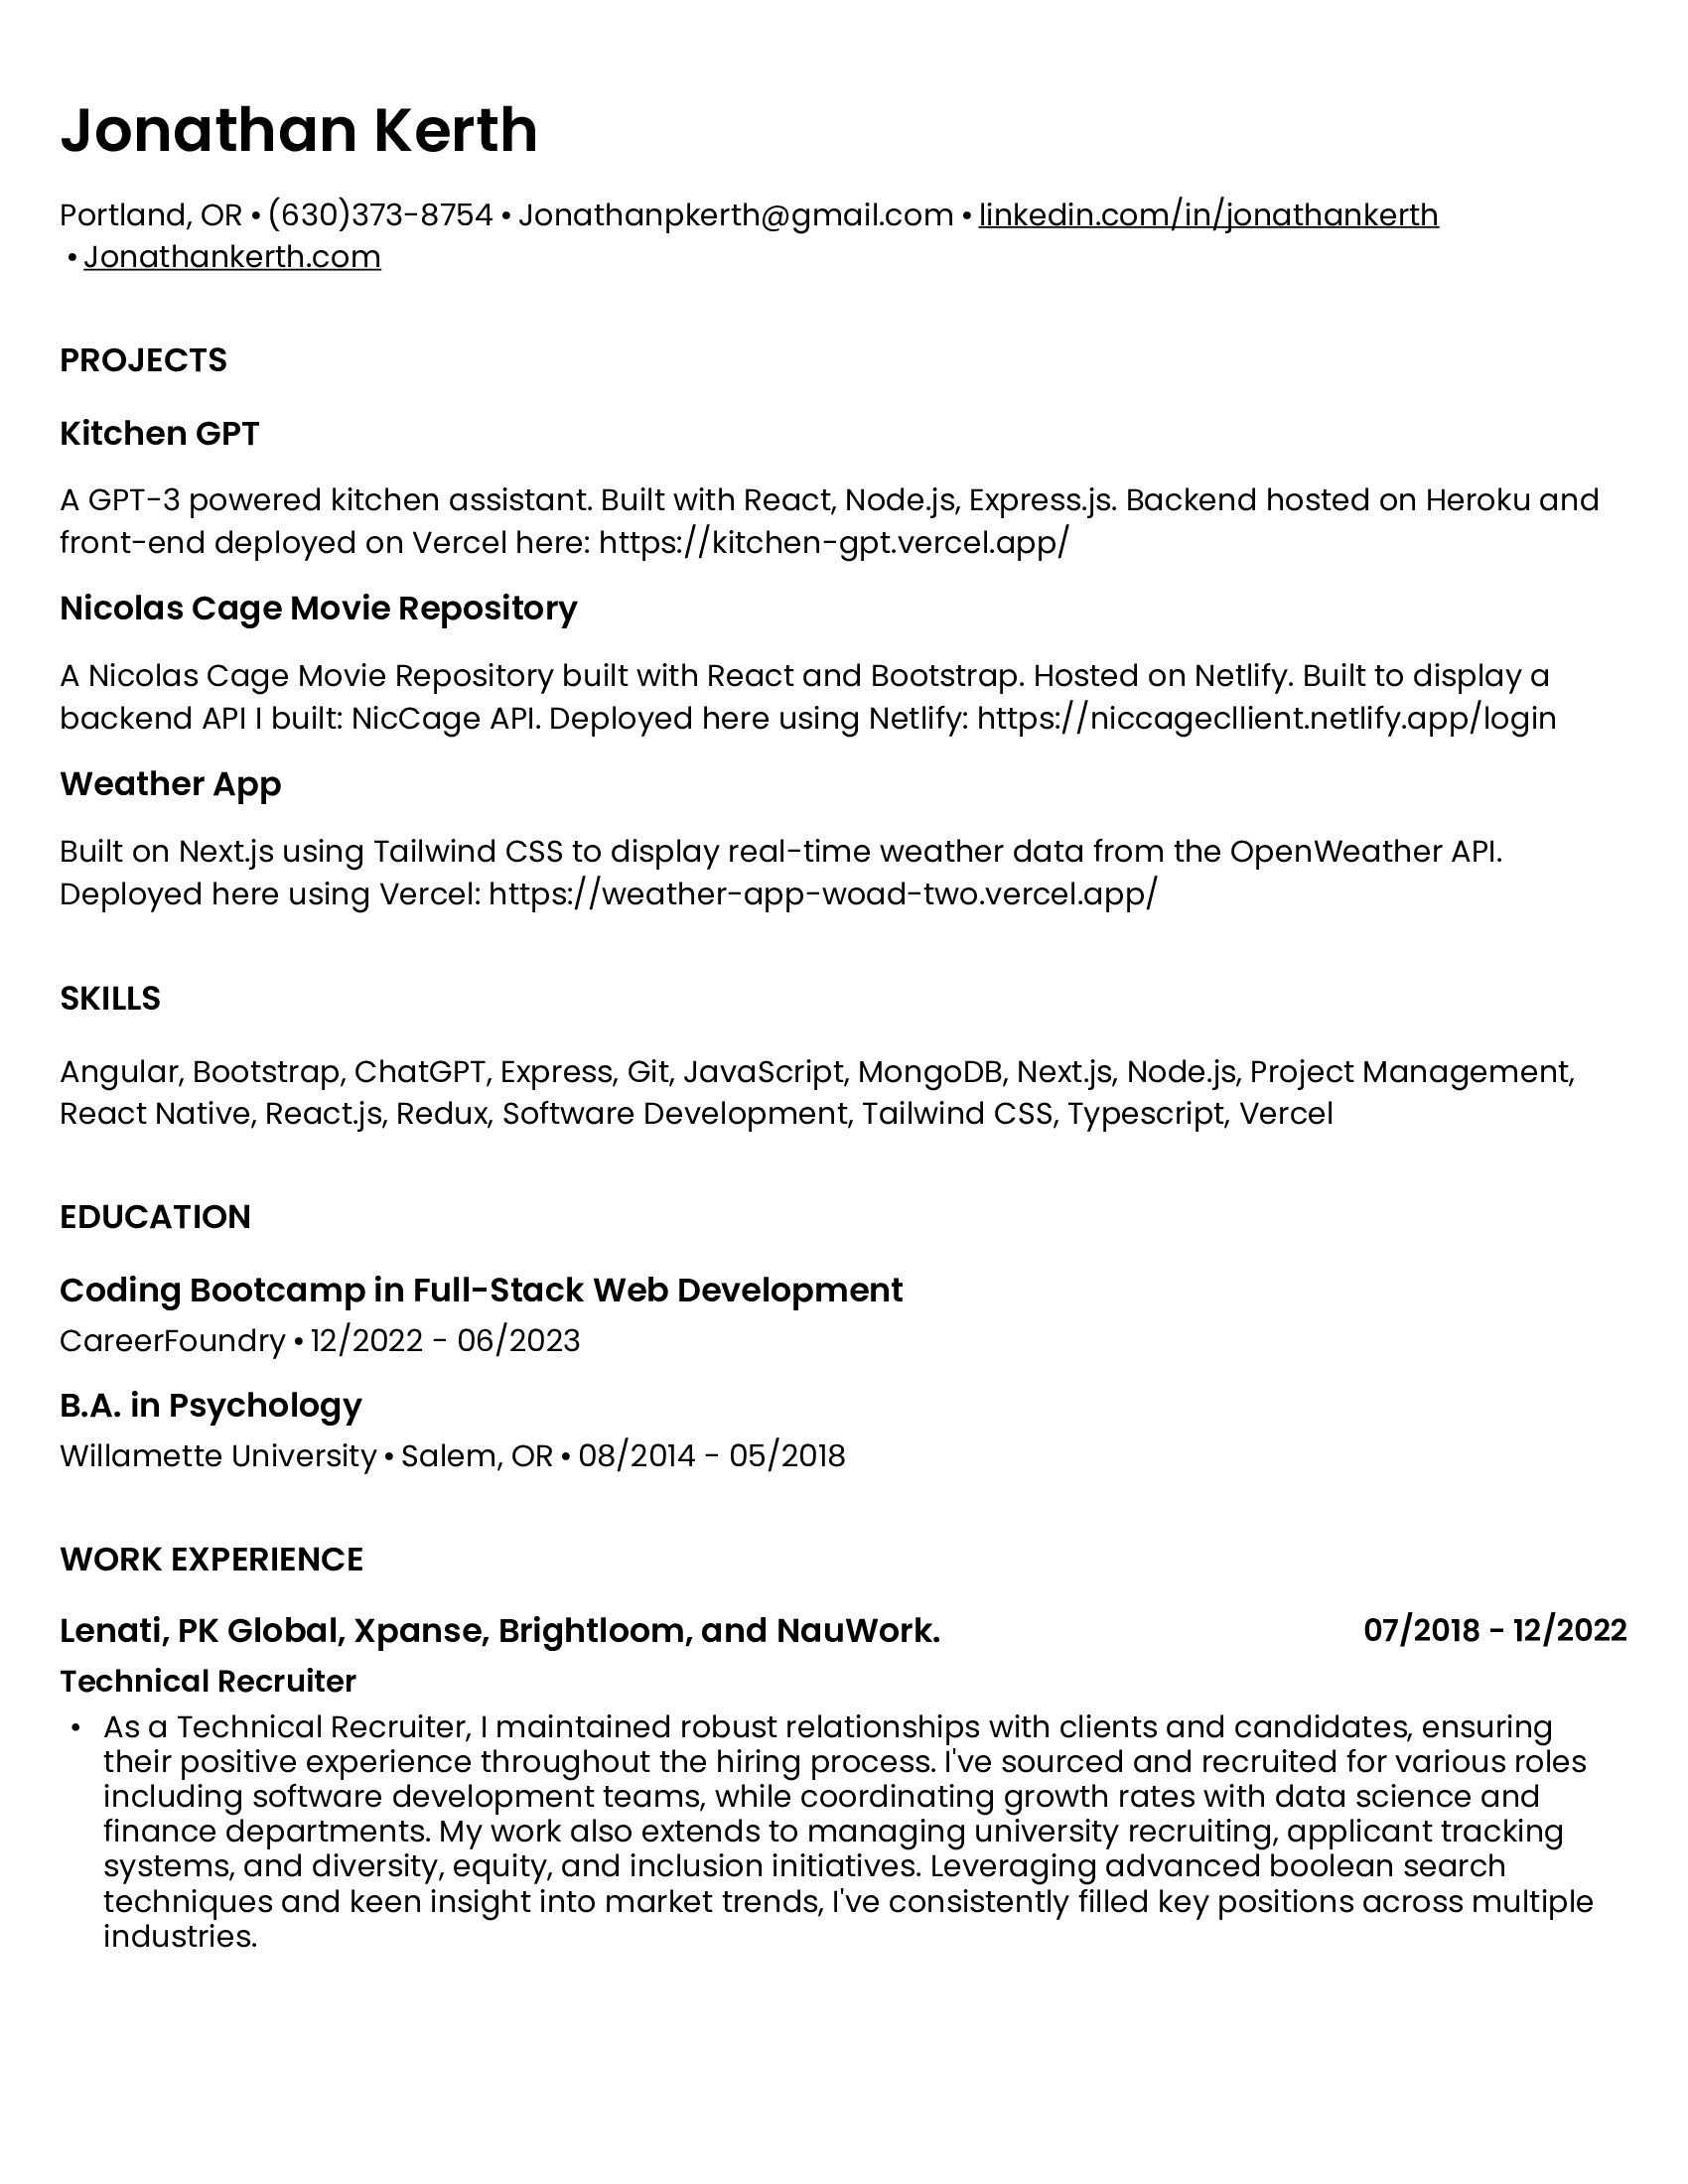 Jonathan Kerth
Portland, OR • (630)373-8754 • Jonathanpkerth@gmail.com • linkedin.com/in/jonathankerth
• Jonathankerth.com
PROJECTS
Kitchen GPT
A GPT-3 powered kitchen assistant. Built with React, Node.js, Express.js. Backend hosted on Heroku and
front-end deployed on Vercel here: https://kitchen-gpt.vercel.app/
Nicolas Cage Movie Repository
A Nicolas Cage Movie Repository built with React and Bootstrap. Hosted on Netlify. Built to display a
backend API I built: NicCage API. Deployed here using Netlify: https://niccagecllient.netlify.app/login
Weather App
Built on Next.js using Tailwind CSS to display real-time weather data from the OpenWeather API.
Deployed here using Vercel: https://weather-app-woad-two.vercel.app/
SKILLS
Angular, Bootstrap, ChatGPT, Express, Git, JavaScript, MongoDB, Next.js, Node.js, Project Management,
React Native, React.js, Redux, Software Development, Tailwind CSS, Typescript, Vercel
EDUCATION
Coding Bootcamp in Full-Stack Web Development
CareerFoundry • 12/2022 - 06/2023
B.A. in Psychology
Willamette University • Salem, OR • 08/2014 - 05/2018
WORK EXPERIENCE
Lenati, PK Global, Xpanse, Brightloom, and NauWork. 07/2018 - 12/2022
Technical Recruiter
• As a Technical Recruiter, I maintained robust relationships with clients and candidates, ensuring
their positive experience throughout the hiring process. I've sourced and recruited for various roles
including software development teams, while coordinating growth rates with data science and
finance departments. My work also extends to managing university recruiting, applicant tracking
systems, and diversity, equity, and inclusion initiatives. Leveraging advanced boolean search
techniques and keen insight into market trends, I've consistently filled key positions across multiple
industries.